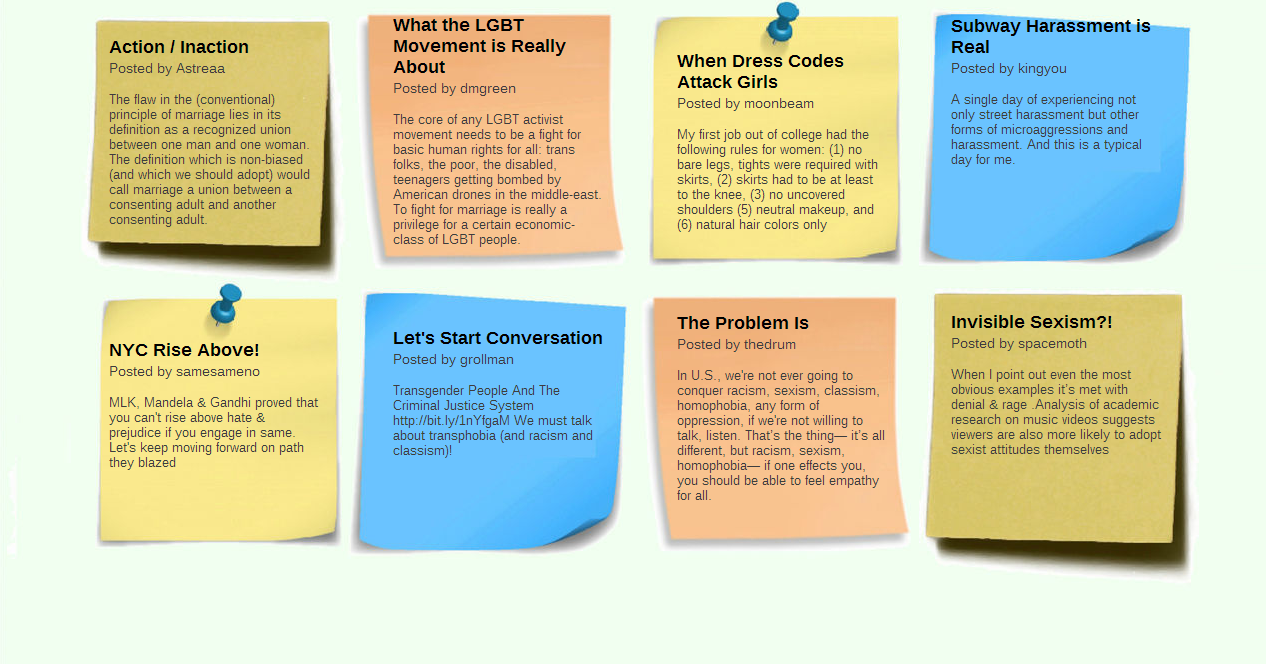 Action / Inaction
Posted by Astreaa
The flaw in the (conventional)
principle of marriage lies in its
definition as a recognized union
between one man and one woman.
The definition which is non-biased
(and which we should adopt) would
call marriage a union between a
consenting adult and another
consenting adult.
What the LGBT
Movement is Really
About
Posted by dmgreen
The core of any LGBT activist
movement needs to be a fight for
basic human rights for all: trans
folks, the poor, the disabled,
teenagers getting bombed by
American drones in the middle-east.
To fight for marriage is really a
privilege for a certain economic-
class of LGBT people.
When Dress Codes
Attack Girls
Posted by moonbeam
My first job out of college had the
following rules for women: (1) no
bare legs, tights were required with
skirts, (2) skirts had to be at least
to the knee, (3) no uncovered
shoulders (5) neutral makeup, and
(6) natural hair colors only
Subway Harassment is
Real
Posted by kingyou
A single day of experiencing not
only street harassment but other
forms of microaggressions and
harassment. And this is a typical
day for me.
NYC Rise Above!
Posted by samesameno
MLK, Mandela & Gandhi proved that
you can't rise above hate &
prejudice if you engage in same.
Let's keep moving forward on path
they blazed
Let's Start Conversation
Posted by grollman
Transgender People And The
Criminal Justice System
http://bit.ly/1nYfgaM We must talk
about transphobia (and racism and
classism)!
The Problem Is
Posted by thedrum
In U.S., we're not ever going to
conquer racism, sexism, classism,
homophobia, any form of
oppression, if we're not willing to
talk, listen. That's the thing— it's all
different, but racism, sexism,
homophobia— if one effects you,
you should be able to feel empathy
for all.
Invisible Sexism?!
Posted by spacemoth
When I point out even the most
obvious examples it's met with
denial & rage .Analysis of academic
research on music videos suggests
viewers are also more likely to adopt
sexist attitudes themselves